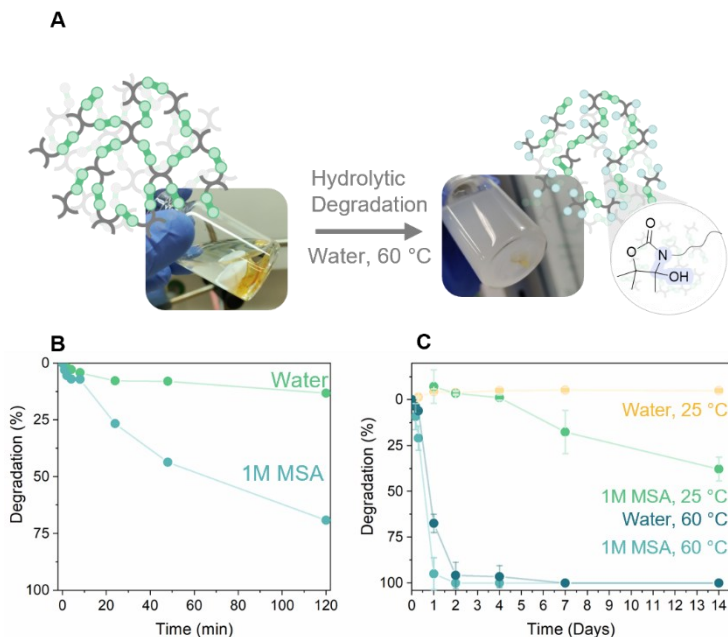 A
Hydrolytic
Degradation
Water, 60 °C
O
O
N
OH
B
Degradation (%)
0
25
50
75
100
Water
1M MSA
0
20
40
60
80
100
120
Time (min)
C
Degradation (%)
0
25
50
75
100
Water, 25 °C
1M MSA, 25 °C
Water, 60 °C
1M MSA, 60 °C
0
1
2
3
4
5
6
7
8
9
10
11
12
13
14
Time (Days)